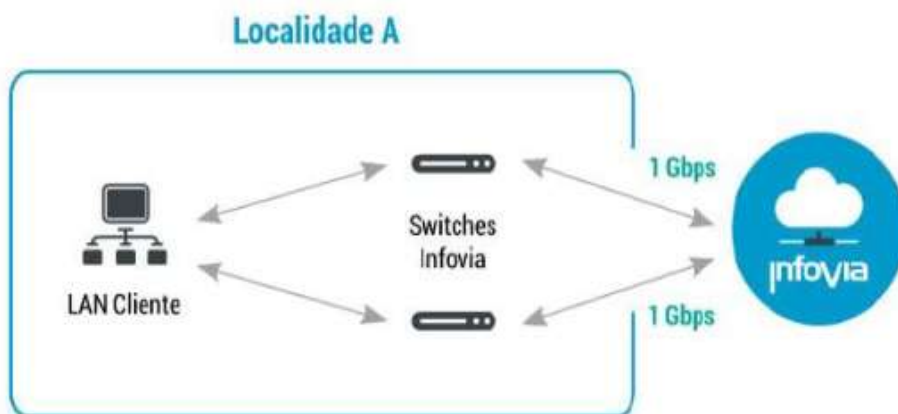 Localidade A
1 Gbps
Switches
Infovia
infovia
LAN Cliente
1 Gbps